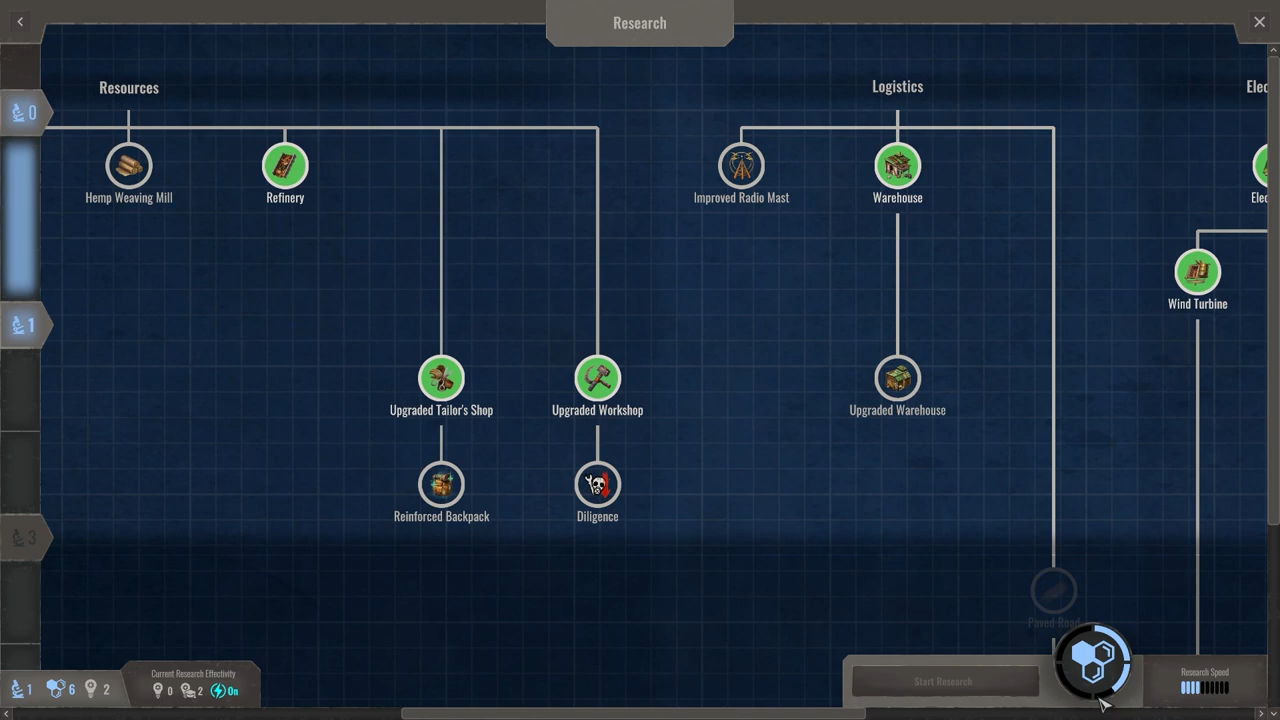 Research
Resources
Logistics
Elec
0
Hemp Weaving Mill
Refinery
Improved Radio Mast
Warehouse
Elec
Wind Turbine
1
Upgraded Tailor's Shop
Upgraded Workshop
Upgraded Warehouse
Reinforced Backpack
Diligence
3
Paved Road
Current Research Effectivity
1 6 2
0 2 On
Start Research
Research Speed